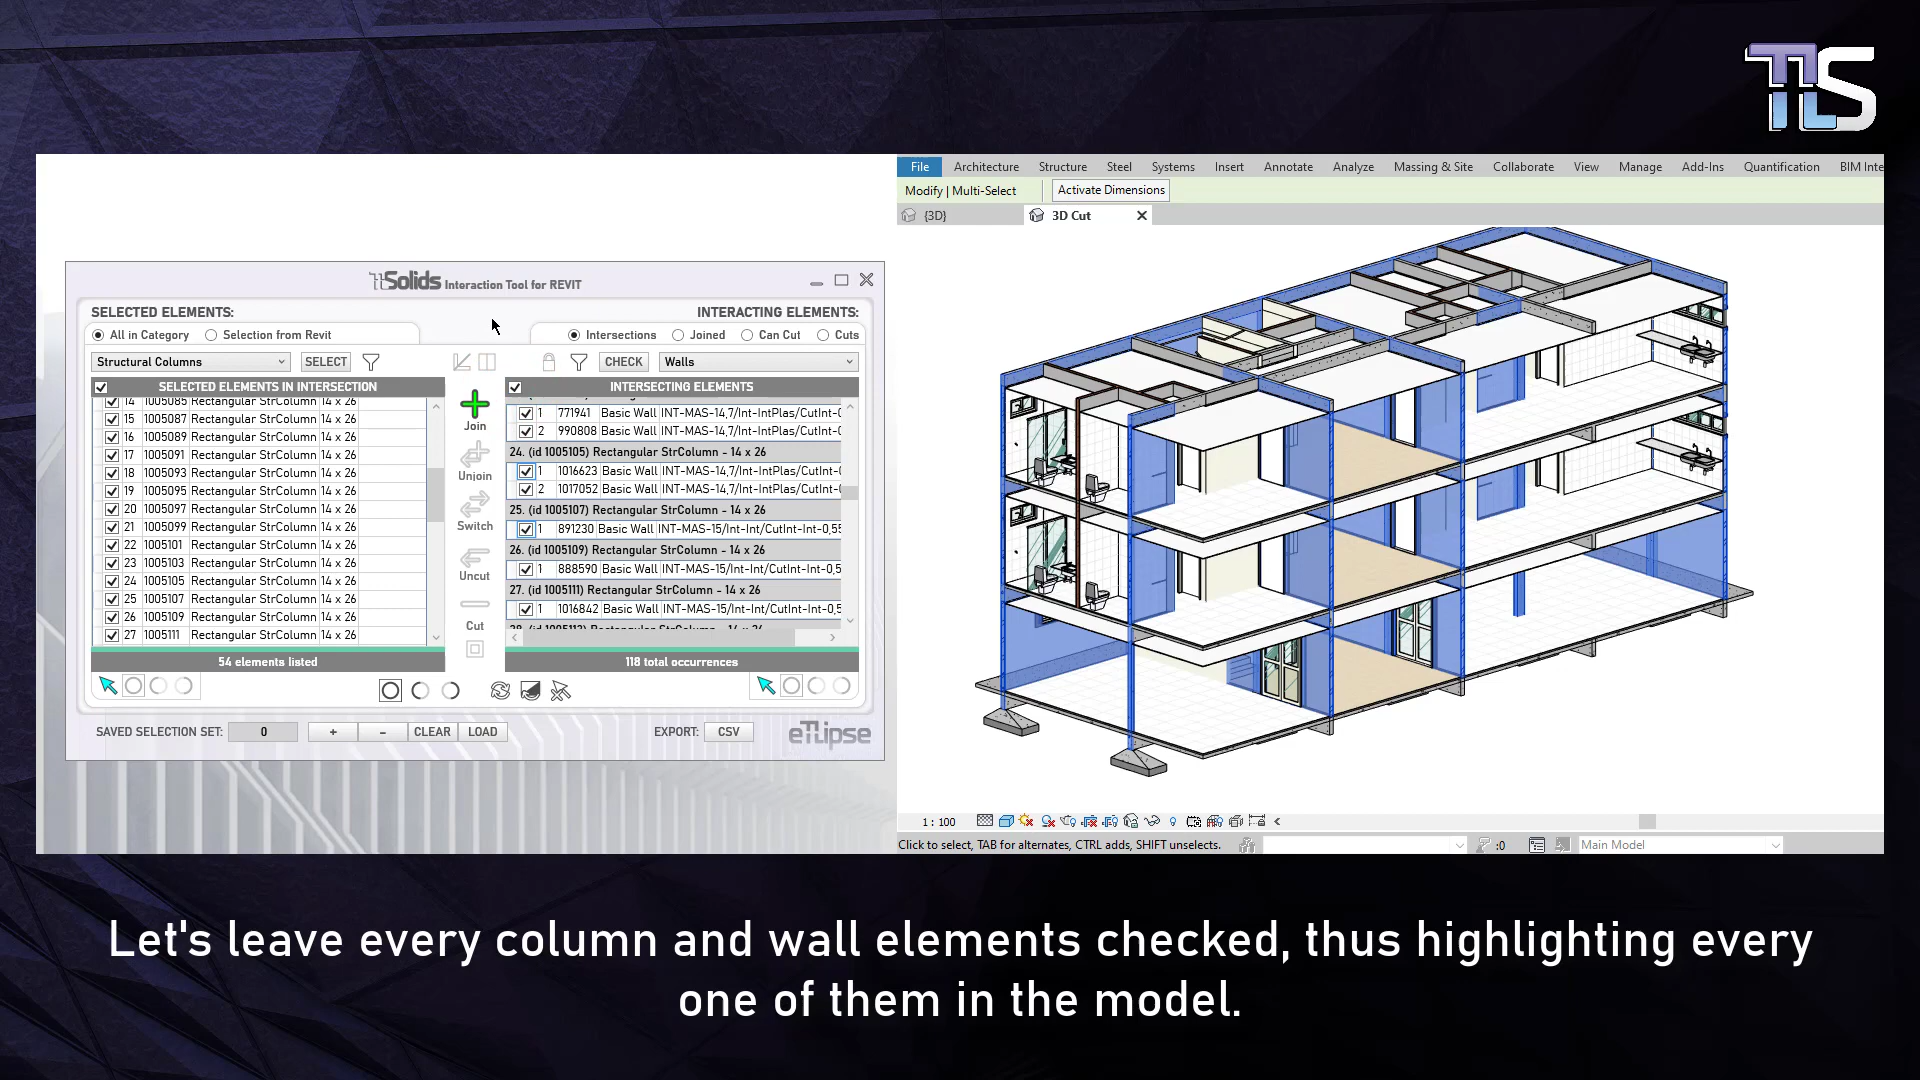 TTLS
File Architecture Structure Steel Systems Insert Annotate Analyze Massing & Site Collaborate View Manage Add-Ins Quantification BIM Inte
Modify | Multi-Select Activate Dimensions
{3D} 3D Cut
Solids Interaction Tool for REVIT
SELECTED ELEMENTS: INTERACTING ELEMENTS:
All in Category Selection from Revit Intersections Joined Can Cut Cuts
Structural Columns SELECT CHECK Walls
SELECTED ELEMENTS IN INTERSECTION
14 1005085 Rectangular StrColumn 14 x 26
15 1005087 Rectangular StrColumn 14 x 26
16 1005089 Rectangular StrColumn 14 x 26
17 1005091 Rectangular StrColumn 14 x 26
18 1005093 Rectangular StrColumn 14 x 26
19 1005095 Rectangular StrColumn 14 x 26
20 1005097 Rectangular StrColumn 14 x 26
21 1005099 Rectangular StrColumn 14 x 26
22 1005101 Rectangular StrColumn 14 x 26
23 1005103 Rectangular StrColumn 14 x 26
24 1005105 Rectangular StrColumn 14 x 26
25 1005107 Rectangular StrColumn 14 x 26
26 1005109 Rectangular StrColumn 14 x 26
27 1005111 Rectangular StrColumn 14 x 26
54 elements listed
Join
Unjoin
Switch
Uncut
Cut
INTERSECTING ELEMENTS
1 771941 Basic Wall INT-MAS-14,7/Int-IntPlas/CutInt-0
2 990808 Basic Wall INT-MAS-14,7/Int-IntPlas/CutInt-0
24. (id 1005105) Rectangular StrColumn - 14 x 26
1 1016623 Basic Wall INT-MAS-14,7/Int-IntPlas/CutInt-0
2 1017052 Basic Wall INT-MAS-14,7/Int-IntPlas/CutInt-0
25. (id 1005107) Rectangular StrColumn - 14 x 26
1 891230 Basic Wall INT-MAS-15/Int-Int/CutInt-Int-0,55
26. (id 1005109) Rectangular StrColumn - 14 x 26
1 888590 Basic Wall INT-MAS-15/Int-Int/CutInt-Int-0,5
27. (id 1005111) Rectangular StrColumn - 14 x 26
1 1016842 Basic Wall INT-MAS-15/Int-Int/CutInt-Int-0,5
118 total occurrences
SAVED SELECTION SET: 0 + - CLEAR LOAD EXPORT: CSV eTLipse
1 : 100
Click to select, TAB for alternates, CTRL adds, SHIFT unselects. :0 Main Model
Let's leave every column and wall elements checked, thus highlighting every
one of them in the model.